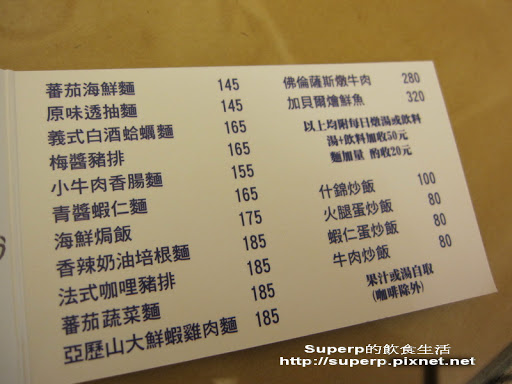 蕃茄海鮮麵 145
原味透抽麵 145
義式白酒蛤蠣麵 165
梅醬豬排 165
小牛肉香腸麵 155
青醬蝦仁麵 165
海鮮焗飯 175
香辣奶油培根麵 185
法式咖哩豬排 185
蕃茄蔬菜麵 185
亞歷山大鮮蝦雞肉麵 185
佛倫薩斯燉牛肉 280
加貝爾燴鮮魚 320
以上均附每日燉湯或飲料
湯+飲料加收50元
麵加量 酌收20元
什錦炒飯 100
火腿蛋炒飯 80
蝦仁蛋炒飯 80
牛肉炒飯 80
果汁或湯自取
(咖啡除外)
Superp的飲食生活
http://superp.pixnet.net